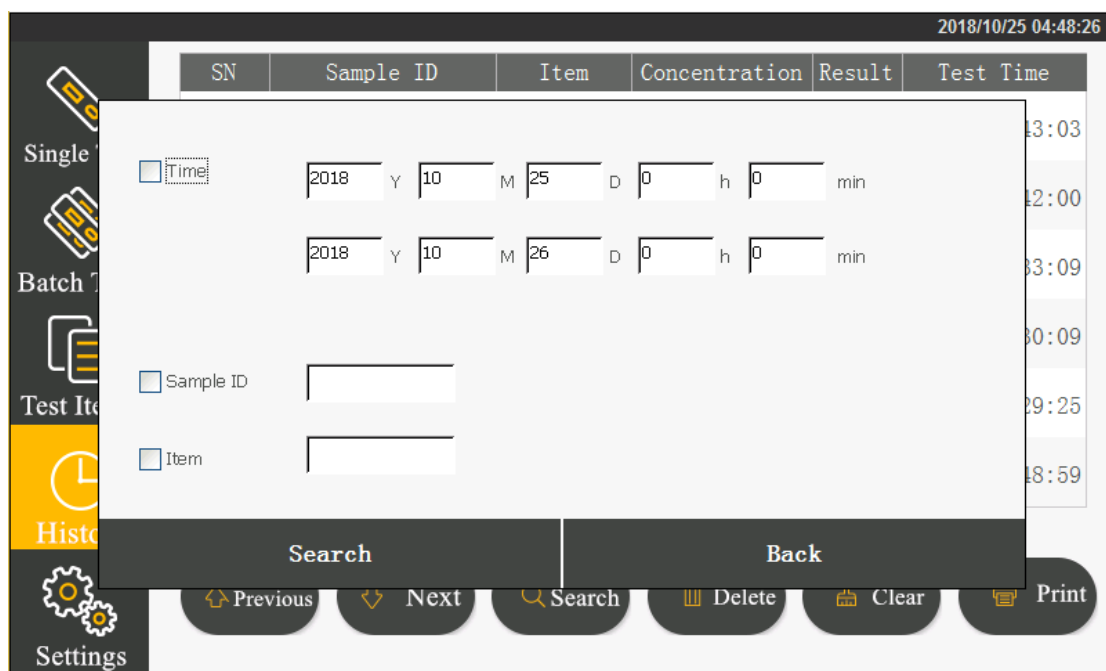 2018/10/25 04:48:26
SN Sample ID Item Concentration Result Test Time
13:03
Single
Time 2018 Y 10 M 25 D 0 h 0 min
12:00
2018 Y 10 M 26 D 0 h 0 min
33:09
Batch
30:09
Sample ID
Test Ite
29:25
Item
48:59
Histo
Search Back
Previous Next Search Delete Clear Print
Settings